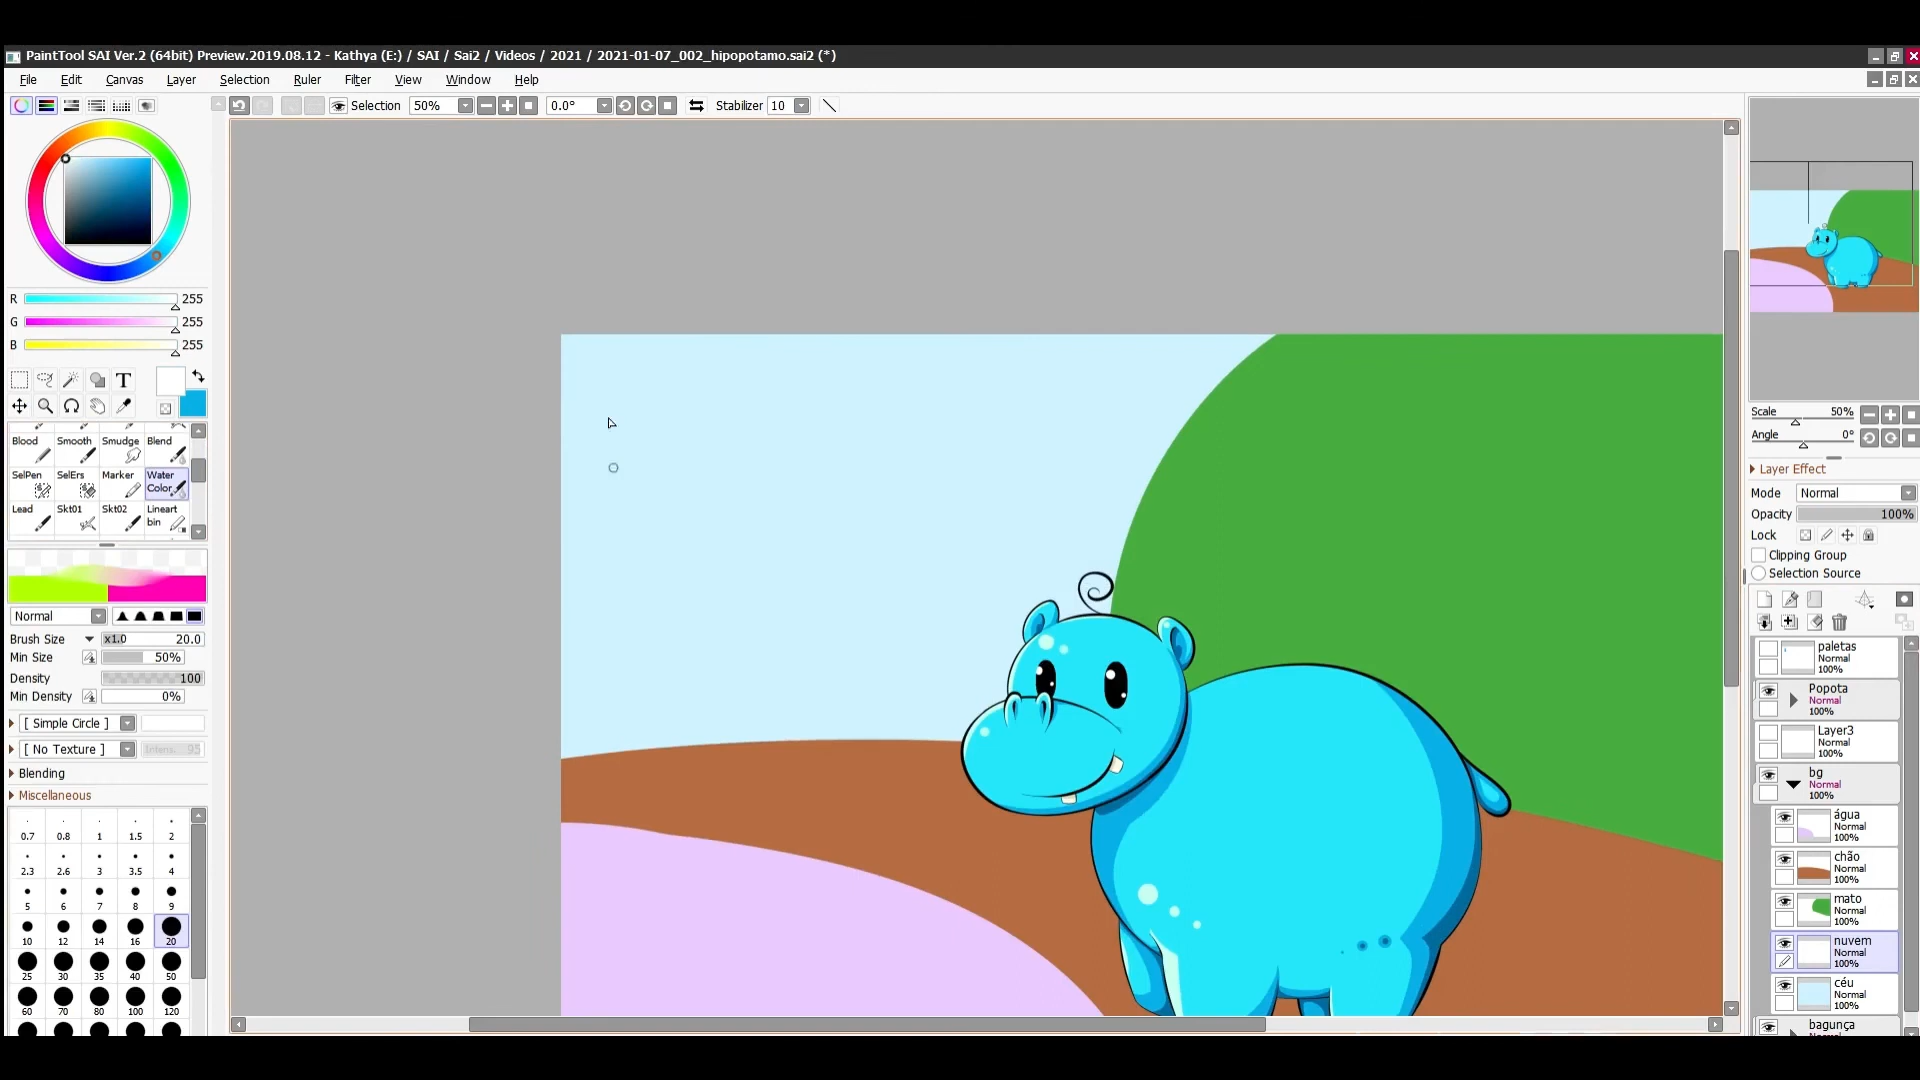 PaintTool SAI Ver.2 (64bit) Preview.2019.08.12 - Kathya (E:) / SAI / Sai2 / Videos / 2021 / 2021-01-07_002_hipopotamo.sai2 (*)
File Edit Canvas Layer Selection Ruler Filter View Window Help
Selection 50% 0.0° Stabilizer 10
R 255
G 255
B 255
T
Blood Smooth Smudge Blend
SelPen SelErs Marker Water Color
Lead Skt01 Skt02 Lineart bin
Normal
Brush Size x1.0 20.0
Min Size 50%
Density 100
Min Density 0%
[ Simple Circle ]
[ No Texture ] Intens. 95
Blending
Miscellaneous
0.7 0.8 1 1.5 2
2.3 2.6 3 3.5 4
5 6 7 8 9
10 12 14 16 20
25 30 35 40 50
60 70 80 100 120
Scale 50%
Angle 0°
Layer Effect
Mode Normal
Opacity 100%
Lock
Clipping Group
Selection Source
paletas
Normal
100%
Popota
Normal
100%
Layer3
Normal
100%
bg
Normal
100%
água
Normal
100%
chão
Normal
100%
mato
Normal
100%
nuvem
Normal
100%
céu
Normal
100%
bagunça